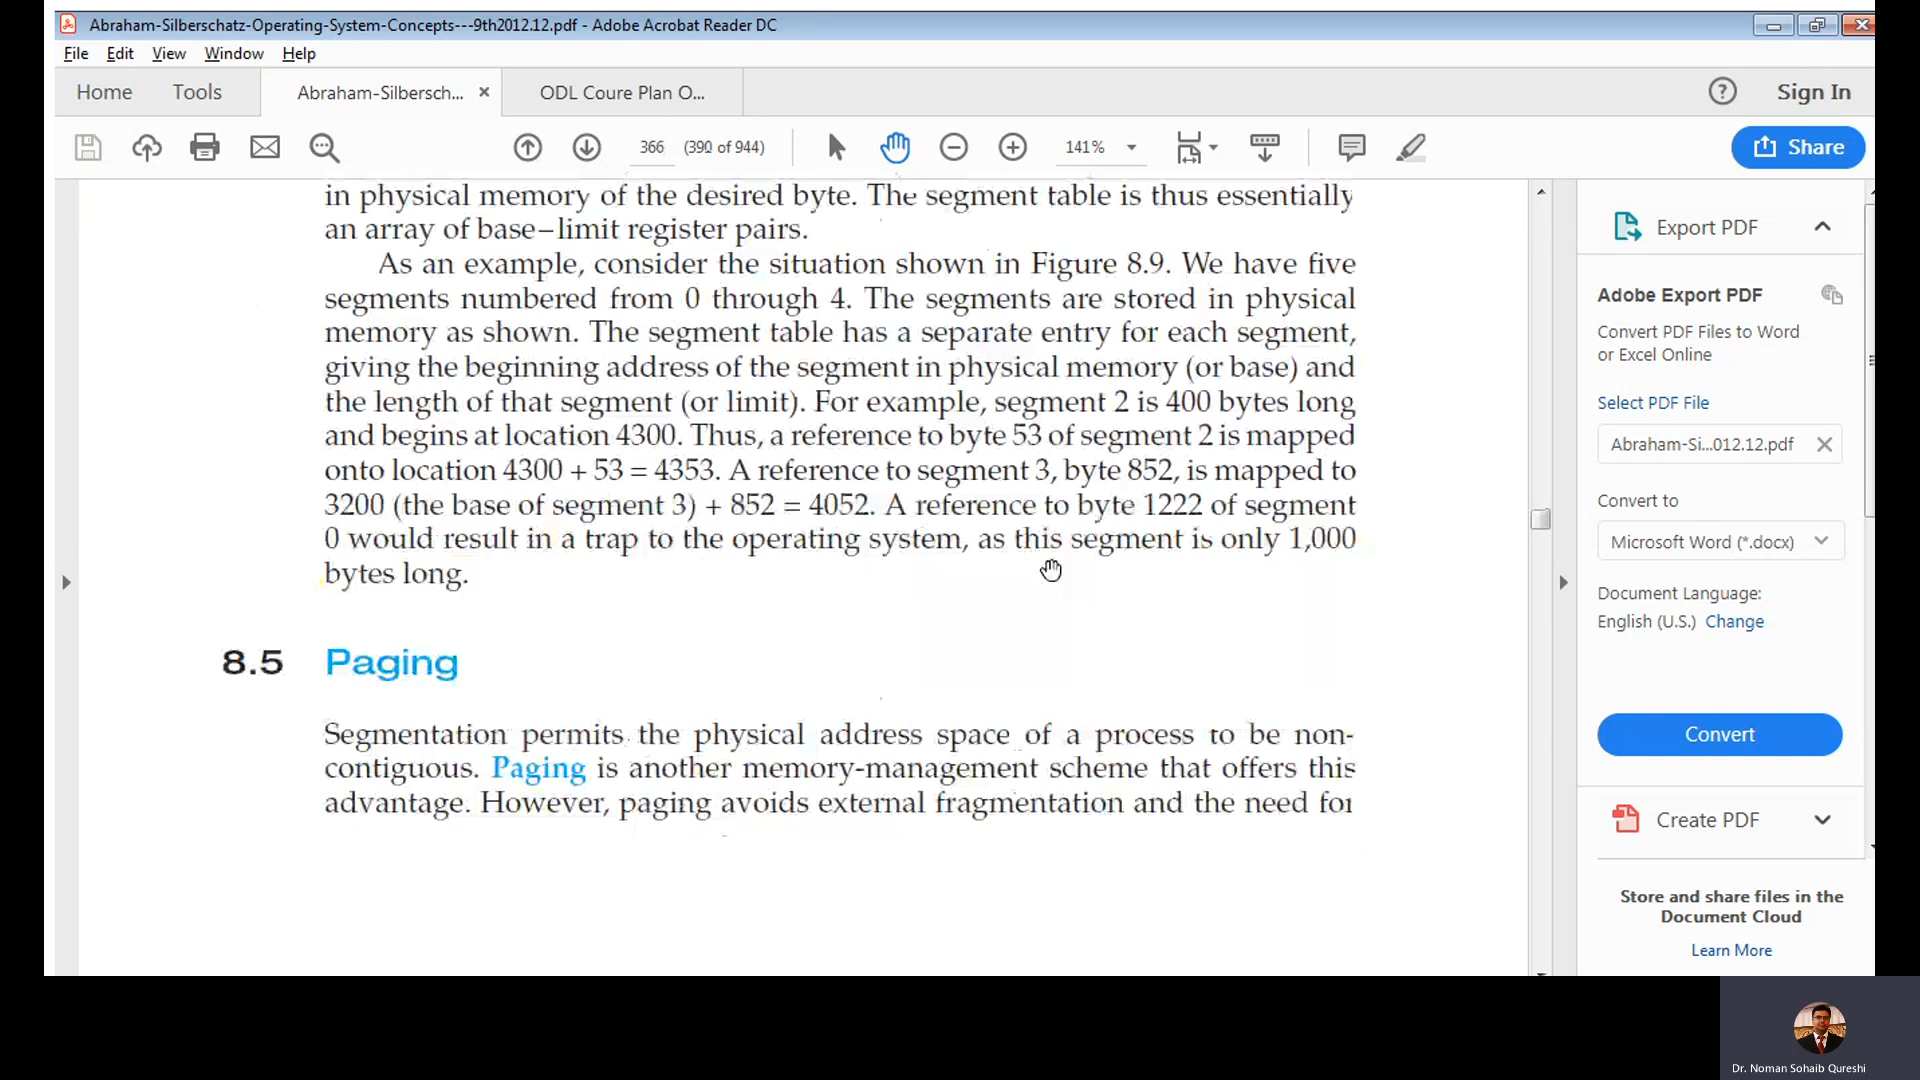 Abraham-Silberschatz-Operating-System-Concepts---9th2012.12.pdf - Adobe Acrobat Reader DC
File Edit View Window Help
Home Tools Abraham-Silbersch... × ODL Coure Plan O... ? Sign In
366 (390 of 944) 141% Share
in physical memory of the desired byte. The segment table is thus essentially
an array of base–limit register pairs.
As an example, consider the situation shown in Figure 8.9. We have five
segments numbered from 0 through 4. The segments are stored in physical
memory as shown. The segment table has a separate entry for each segment,
giving the beginning address of the segment in physical memory (or base) and
the length of that segment (or limit). For example, segment 2 is 400 bytes long
and begins at location 4300. Thus, a reference to byte 53 of segment 2 is mapped
onto location 4300 + 53 = 4353. A reference to segment 3, byte 852, is mapped to
3200 (the base of segment 3) + 852 = 4052. A reference to byte 1222 of segment
0 would result in a trap to the operating system, as this segment is only 1,000
bytes long.
8.5 Paging
Segmentation permits the physical address space of a process to be non-
contiguous. Paging is another memory-management scheme that offers this
advantage. However, paging avoids external fragmentation and the need for
Export PDF
Adobe Export PDF
Convert PDF Files to Word
or Excel Online
Select PDF File
Abraham-Si...012.12.pdf
Convert to
Microsoft Word (*.docx)
Document Language:
English (U.S.) Change
Convert
Create PDF
Store and share files in the
Document Cloud
Learn More
Dr. Noman Sohaib Qureshi